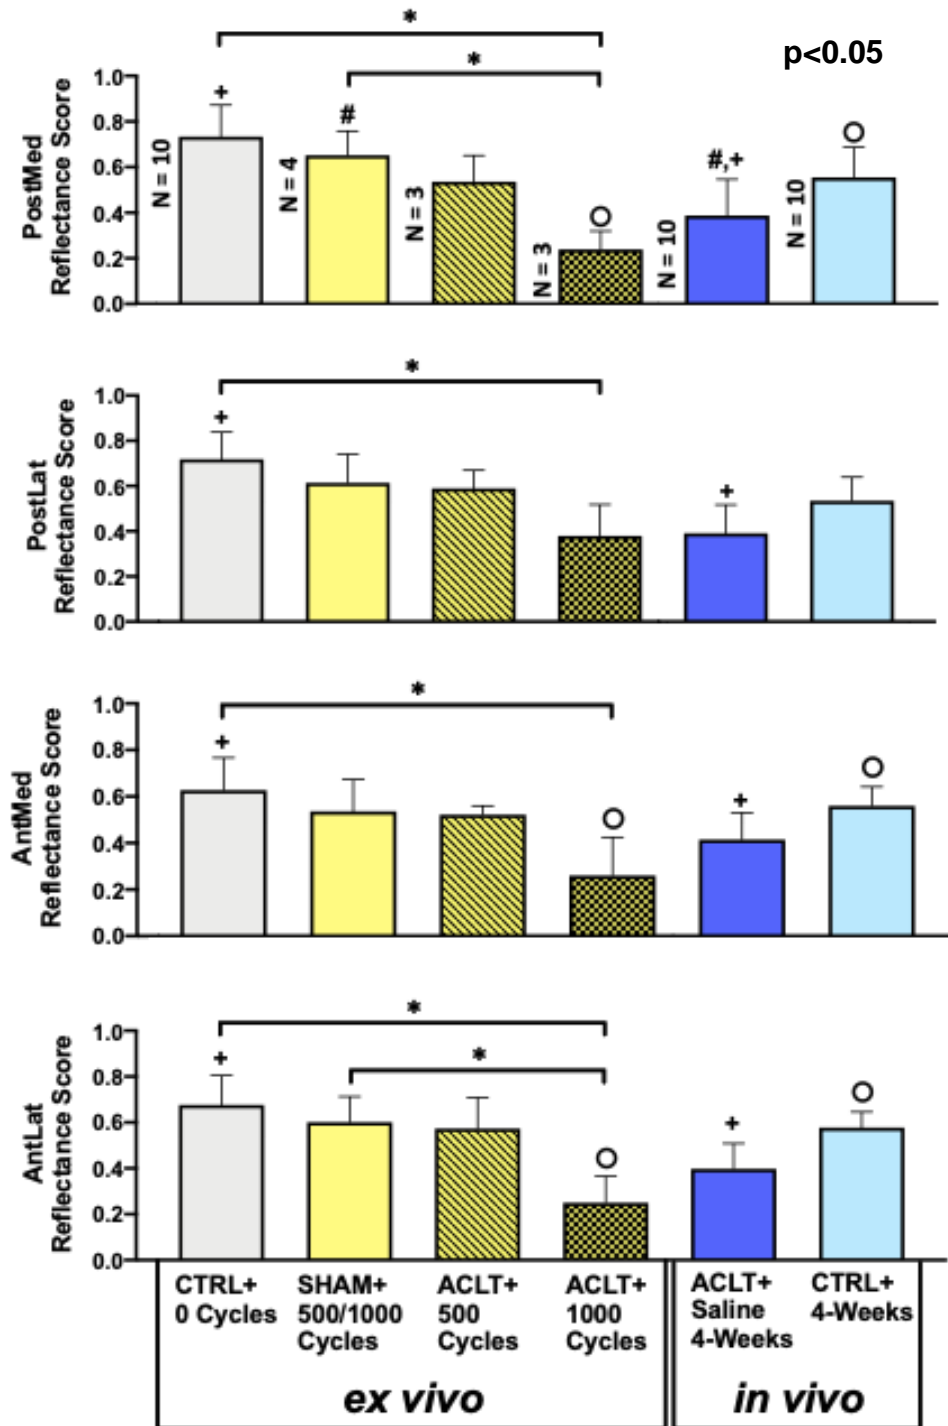 *
*
p<0.05
PostMed
Reflectance Score
1.0
0.8
0.6
0.4
0.2
0.0
+
#
O
#,+
O
N = 10
N = 4
N = 3
N = 3
N = 10
N = 10
*
PostLat
Reflectance Score
1.0
0.8
0.6
0.4
0.2
0.0
+
+
*
AntMed
Reflectance Score
1.0
0.8
0.6
0.4
0.2
0.0
+
O
+
O
*
*
AntLat
Reflectance Score
1.0
0.8
0.6
0.4
0.2
0.0
+
O
+
O
CTRL+
0 Cycles
SHAM+
500/1000
Cycles
ACLT+
500
Cycles
ACLT+
1000
Cycles
ACLT+
Saline
4-Weeks
CTRL+
4-Weeks
ex vivo
in vivo